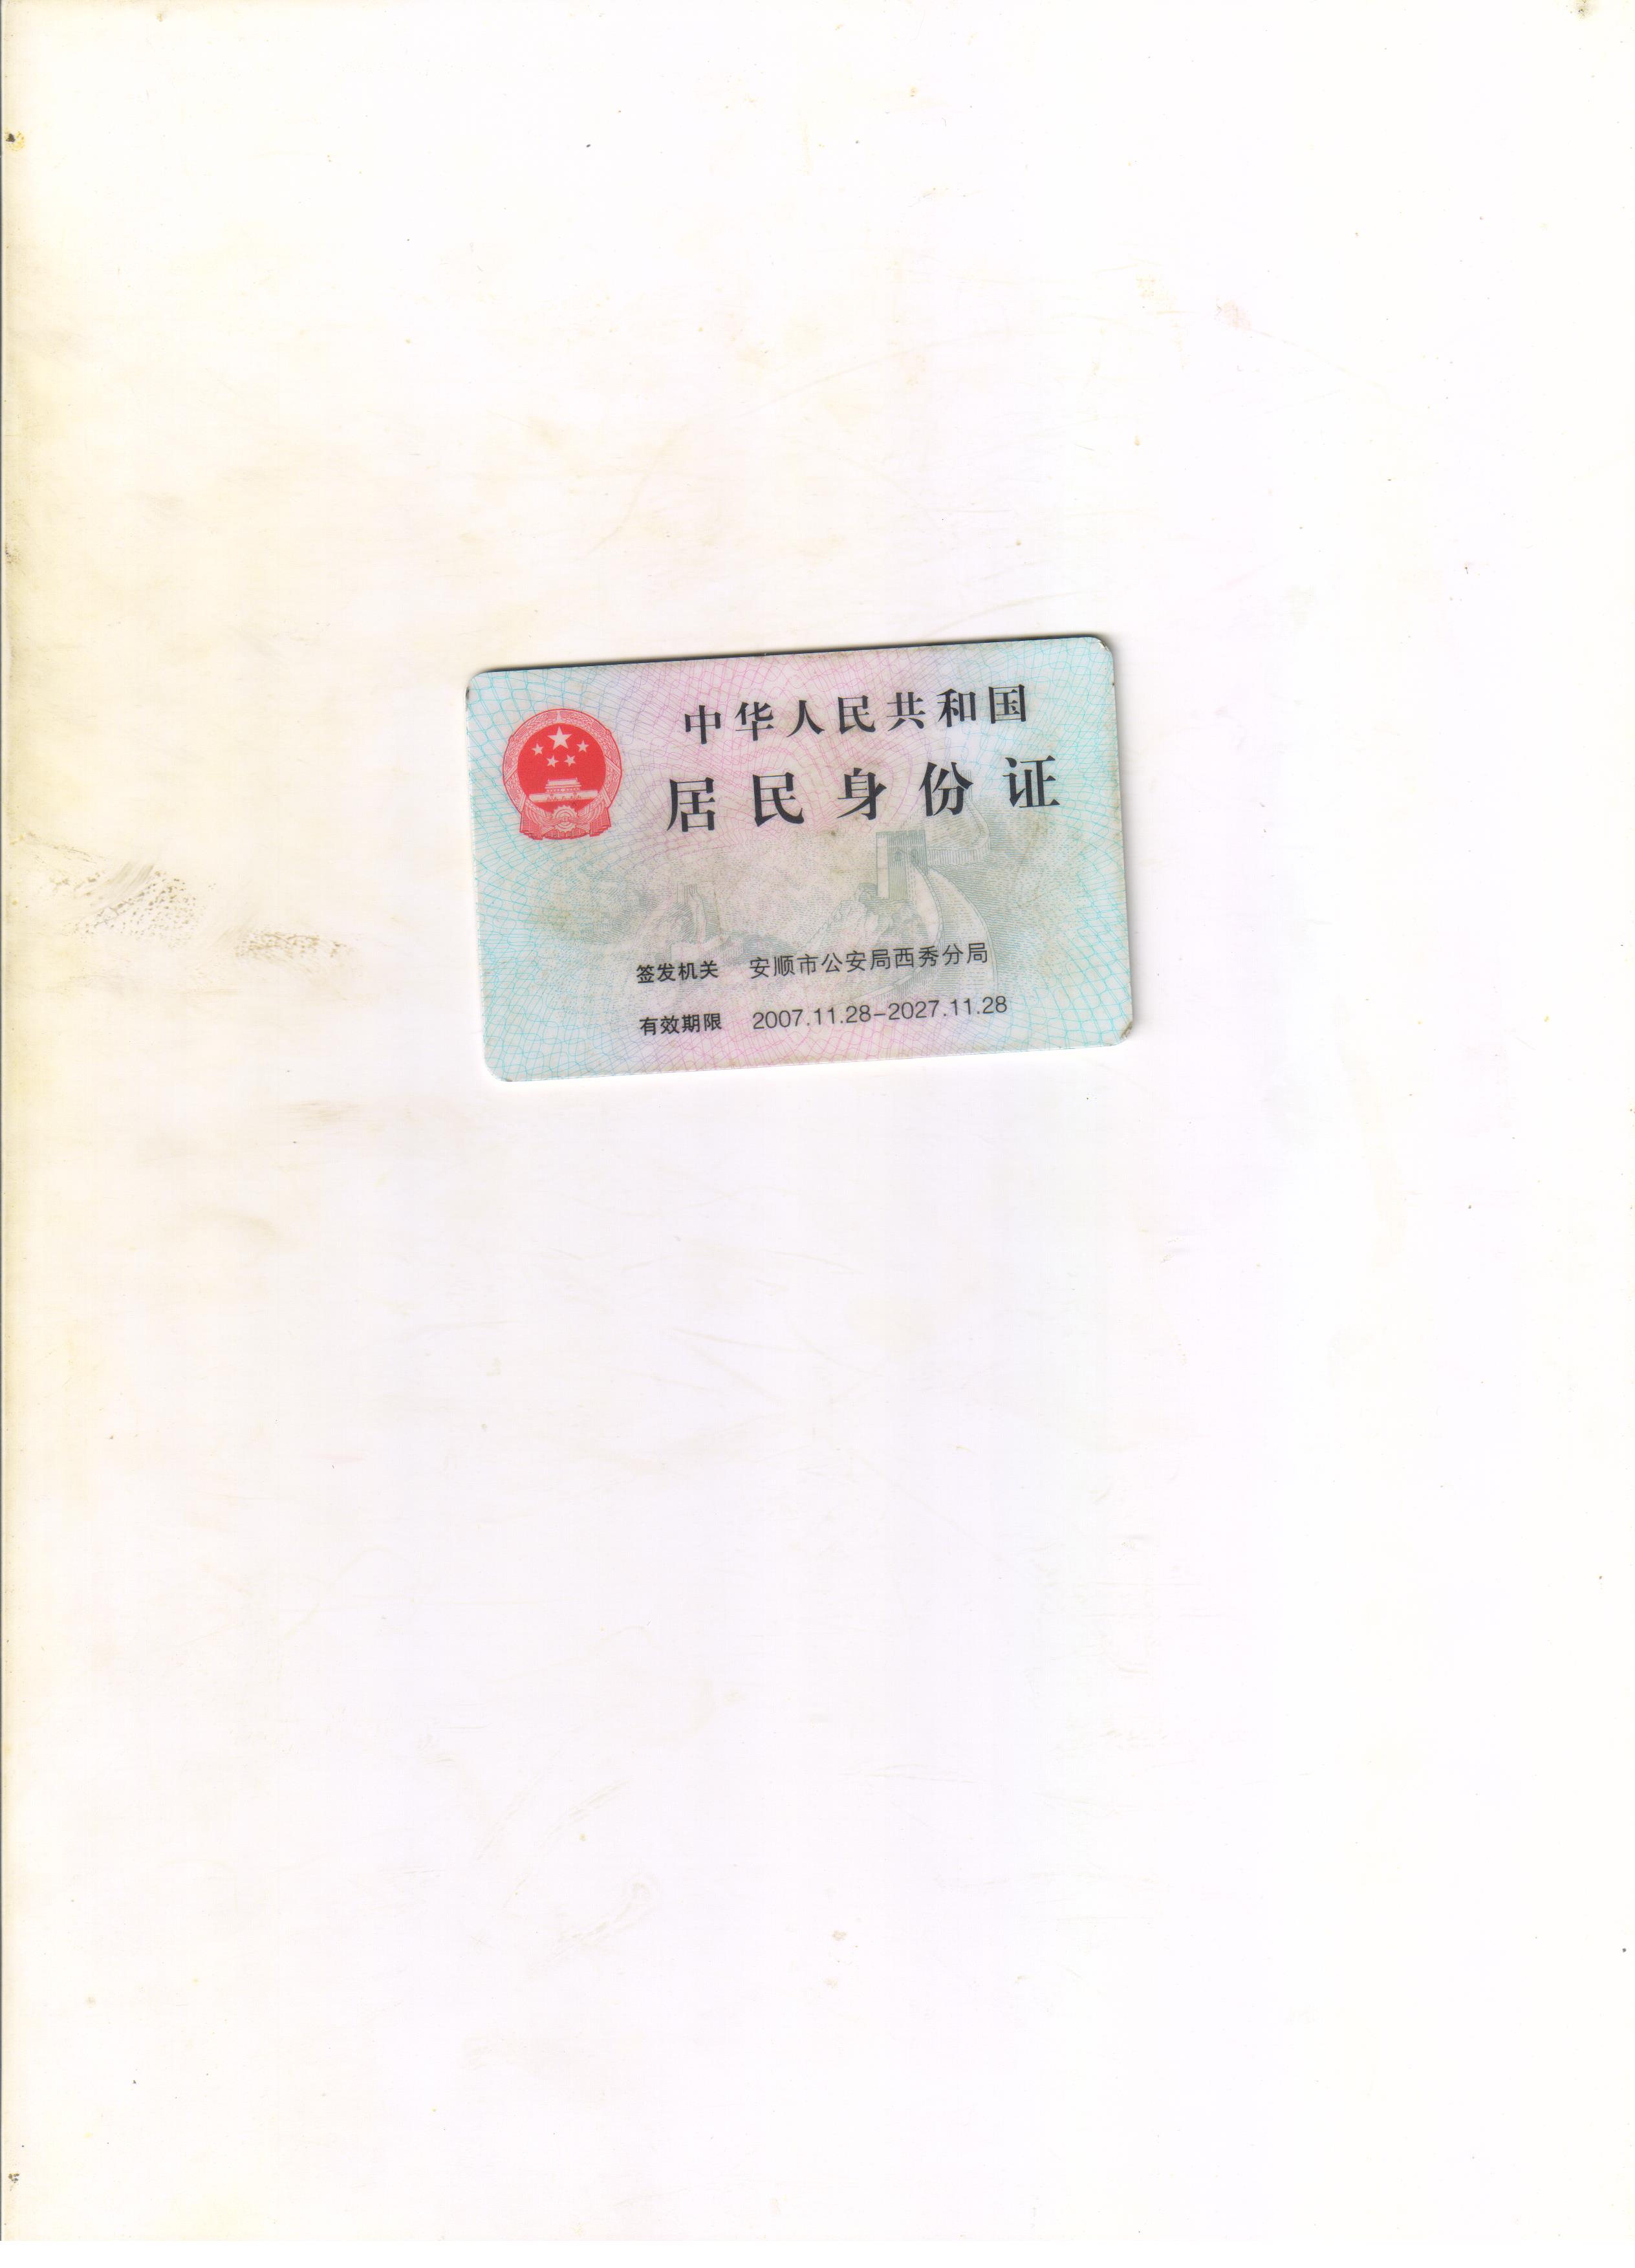 中华人民共和国
居民身份证
签发机关 安顺市公安局西秀分局
有效期限 2007.11.28-2027.11.28